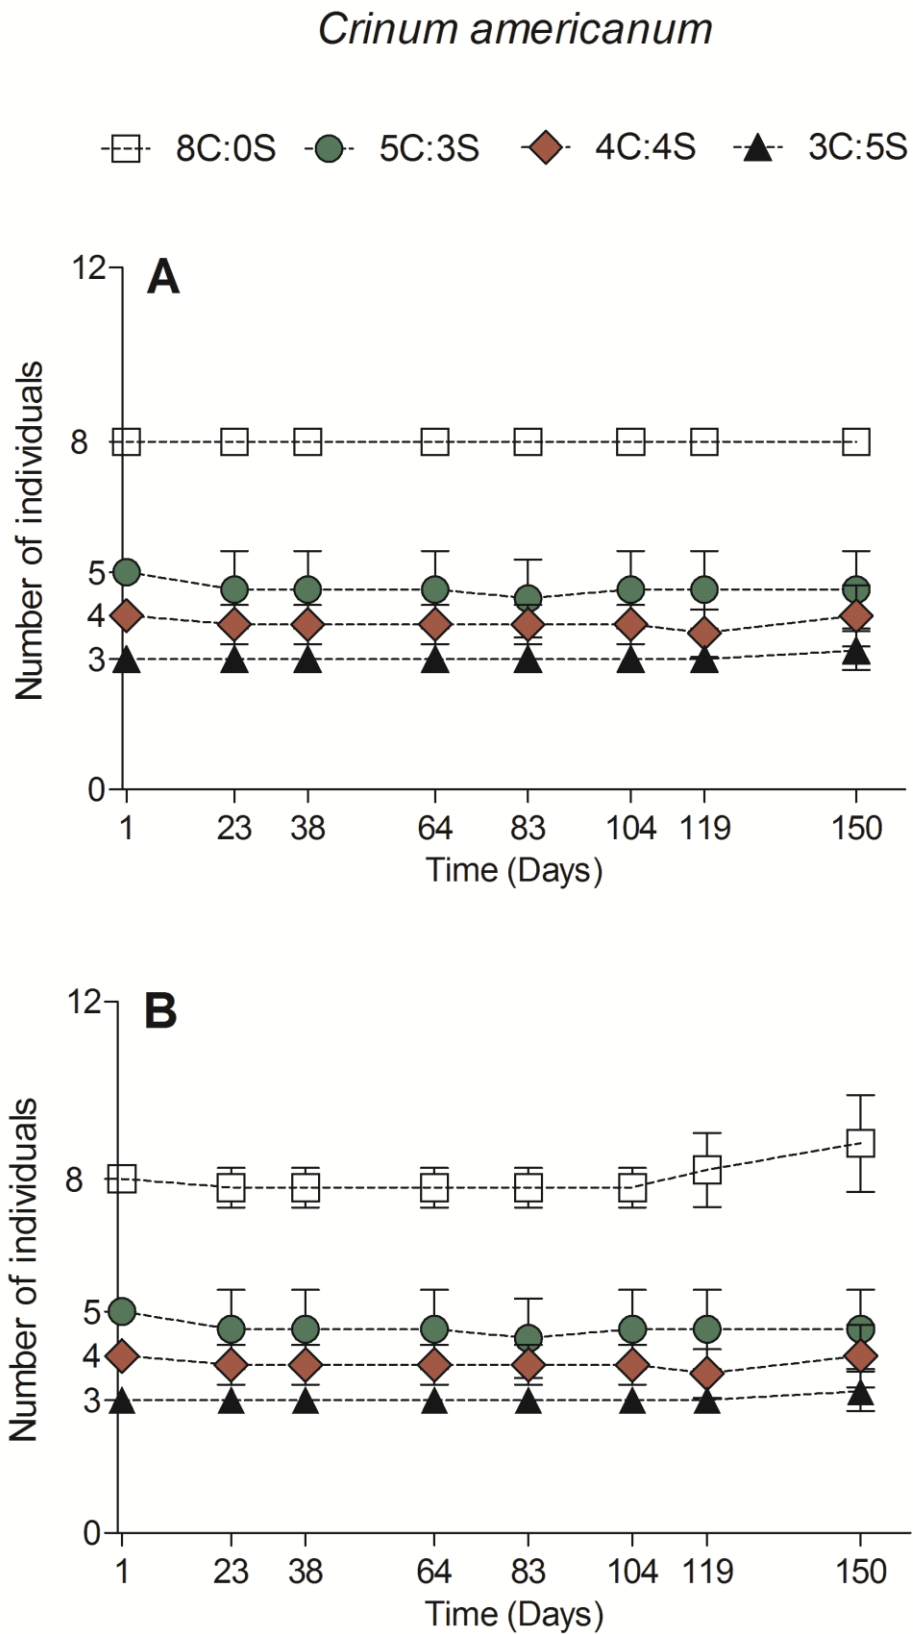 Crinum americanum
8C:0S 5C:3S 4C:4S 3C:5S
A
12
8
5
4
3
0
Number of individuals
1 23 38 64 83 104 119 150
Time (Days)
B
12
8
5
4
3
0
Number of individuals
1 23 38 64 83 104 119 150
Time (Days)